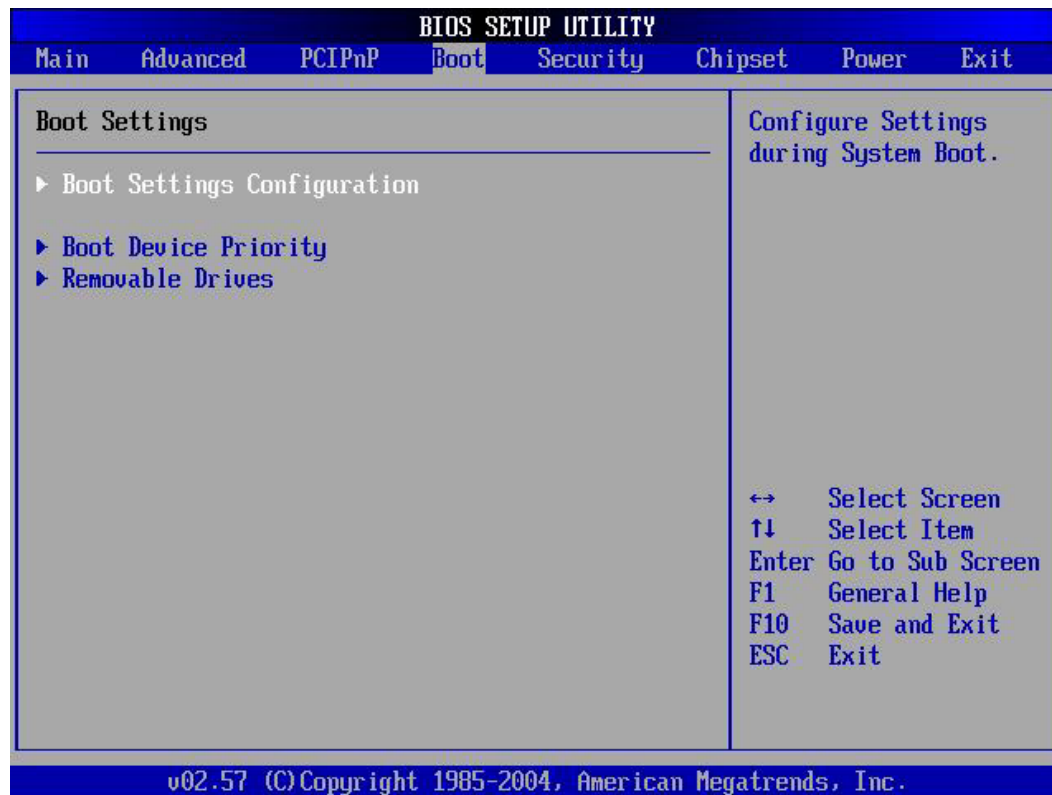 BIOS SETUP UTILITY
Main Advanced PCIPnP Boot Security Chipset Power Exit
Boot Settings
▶ Boot Settings Configuration
▶ Boot Device Priority
▶ Removable Drives
Configure Settings
during System Boot.
↔ Select Screen
↑↓ Select Item
Enter Go to Sub Screen
F1 General Help
F10 Save and Exit
ESC Exit
v02.57 (C)Copyright 1985-2004, American Megatrends, Inc.